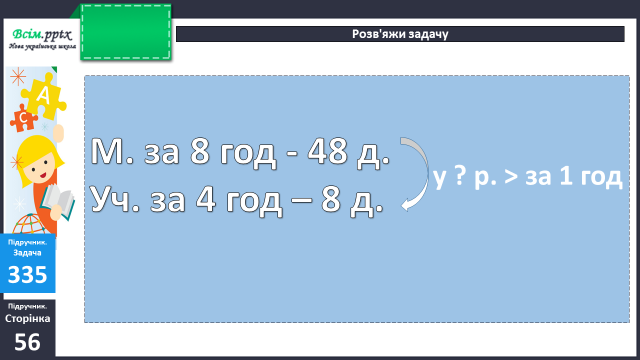 Всім.pptx
Нова українська школа
Розв'яжи задачу
А
С
М. за 8 год - 48 д.
Уч. за 4 год – 8 д.
у ? р. > за 1 год
Підручник.
Задача
335
Підручник.
Сторінка
56